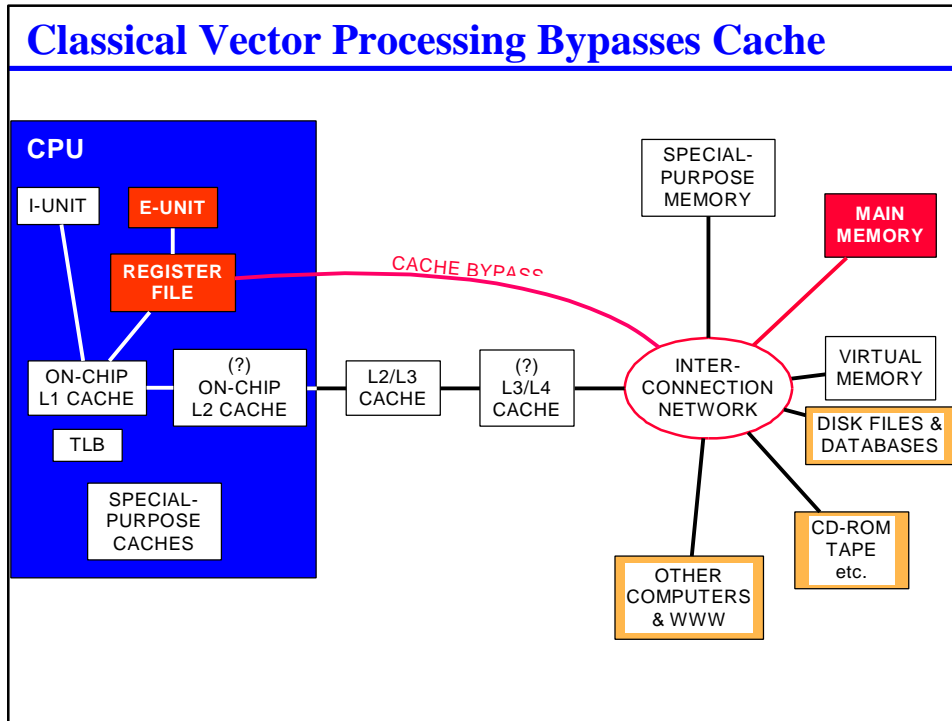 Classical Vector Processing Bypasses Cache
CPU
I-UNIT
E-UNIT
REGISTER
FILE
CACHE BYPASS
SPECIAL-
PURPOSE
MEMORY
MAIN
MEMORY
ON-CHIP
L1 CACHE
(?)
ON-CHIP
L2 CACHE
L2/L3
CACHE
(?)
L3/L4
CACHE
INTER-
CONNECTION
NETWORK
VIRTUAL
MEMORY
DISK FILES &
DATABASES
TLB
SPECIAL-
PURPOSE
CACHES
CD-ROM
TAPE
etc.
OTHER
COMPUTERS
& WWW